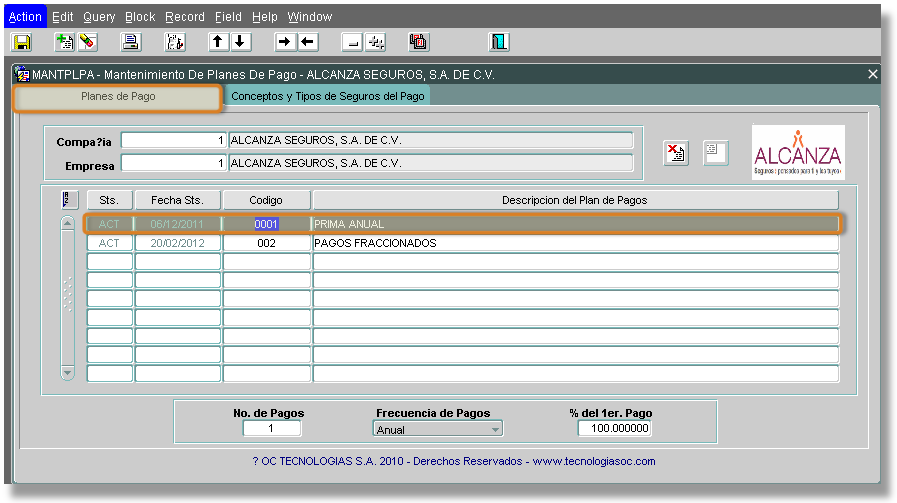 Action Edit Query Block Record Field Help Window
MANTPLPA - Mantenimiento De Planes De Pago - ALCANZA SEGUROS, S.A. DE C.V.
Planes de Pago Conceptos y Tipos de Seguros del Pago
Compa?ia 1 ALCANZA SEGUROS, S.A. DE C.V.
Empresa 1 ALCANZA SEGUROS, S.A. DE C.V.
ALCANZA
Seguros: pensados para ti y los tuyos
Sts. Fecha Sts. Codigo Descripcion del Plan de Pagos
ACT 06/12/2011 0001 PRIMA ANUAL
ACT 20/02/2012 002 PAGOS FRACCIONADOS
No. de Pagos Frecuencia de Pagos % del 1er. Pago
1 Anual 100.000000
? OC TECNOLOGIAS S.A. 2010 - Derechos Reservados - www.tecnologiasoc.com